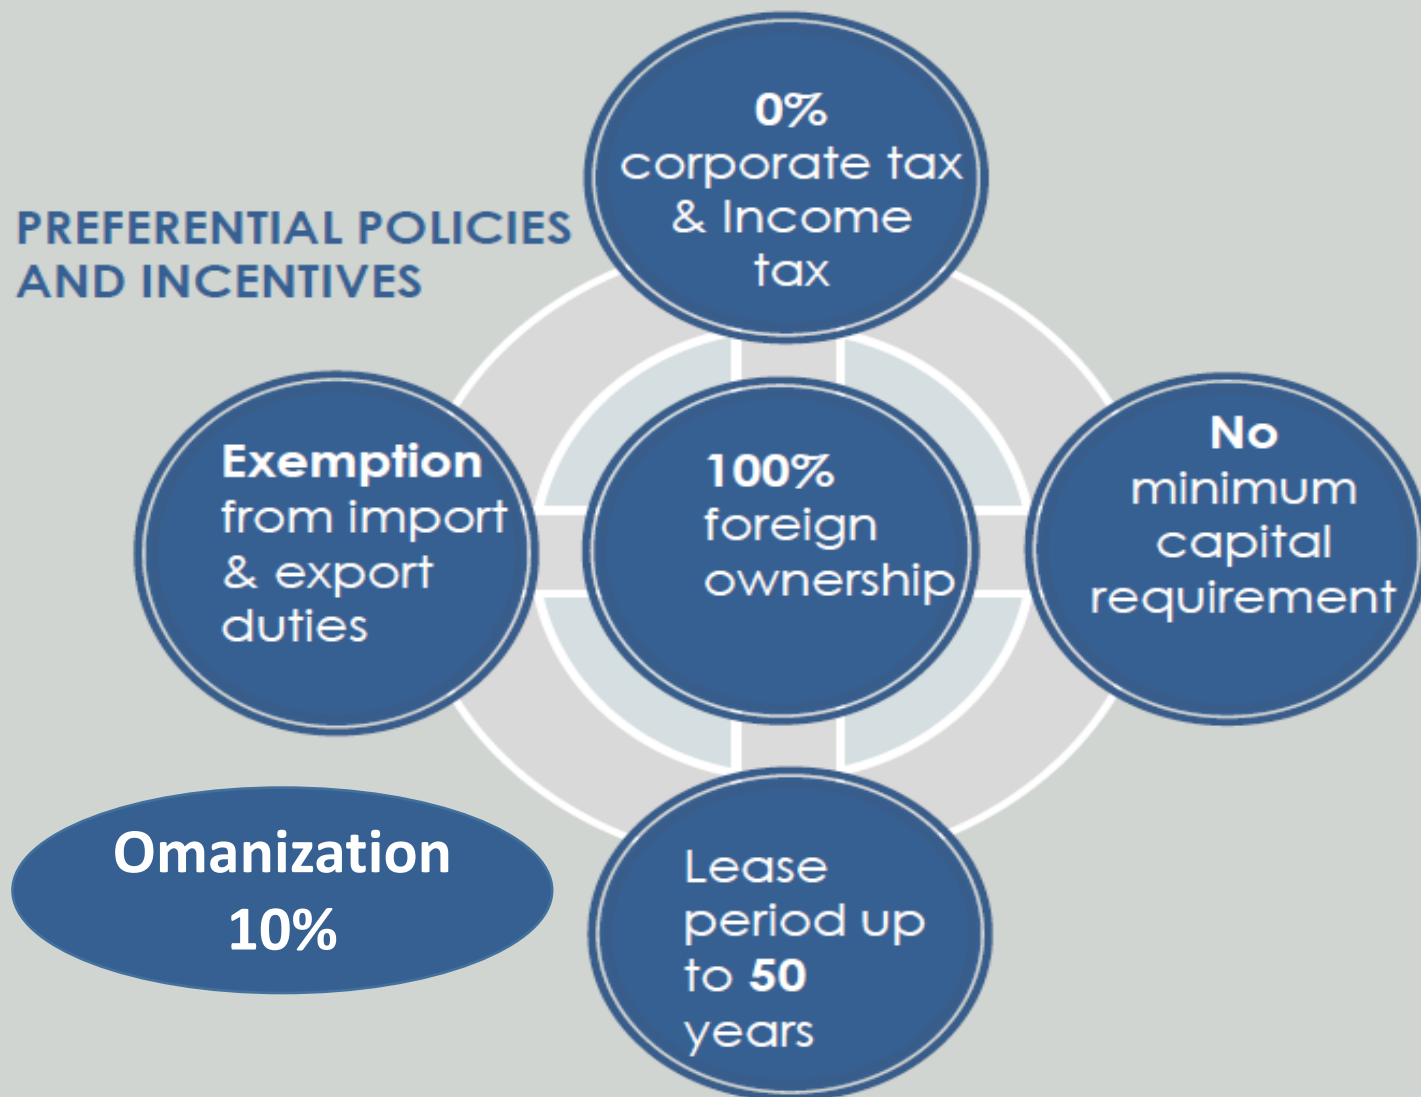 PREFERENTIAL POLICIES
AND INCENTIVES
0%
corporate tax
& Income
tax
Exemption
from import
& export
duties
100%
foreign
ownership
No
minimum
capital
requirement
Omanization
10%
Lease
period up
to 50
years